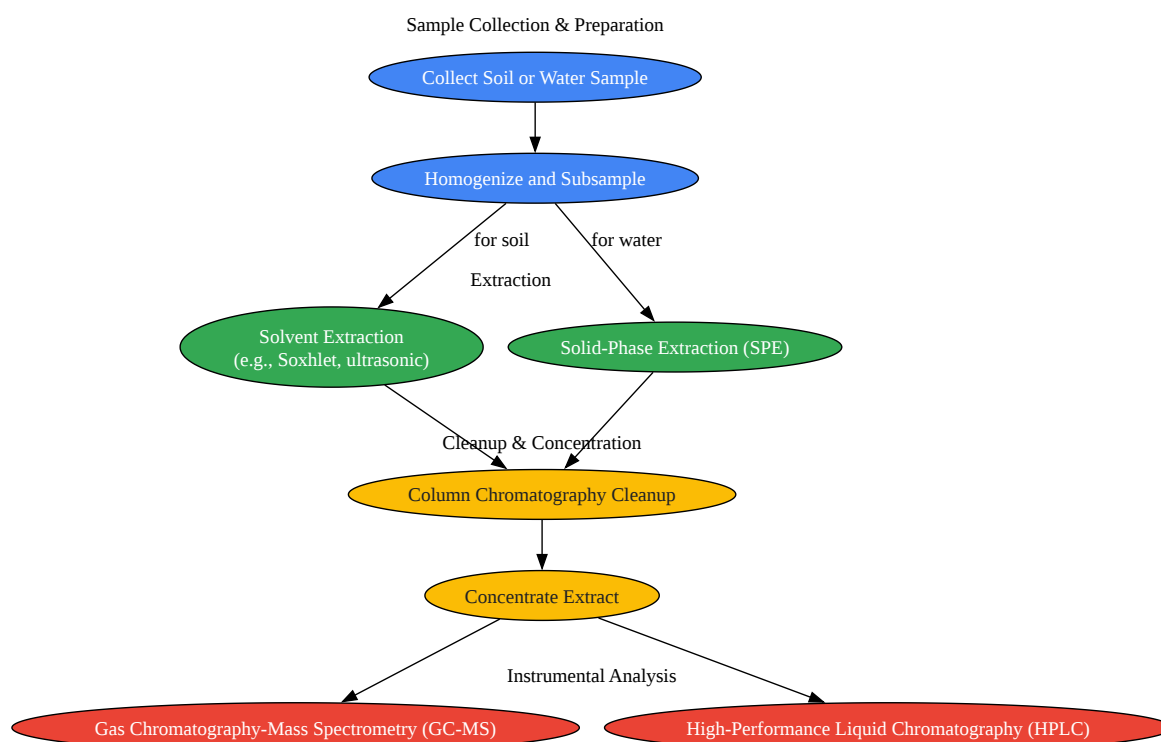 Sample Collection & Preparation
Collect Soil or Water Sample
Homogenize and Subsample
for soil
for water
Extraction
Solvent Extraction
(e.g., Soxhlet, ultrasonic)
Solid-Phase Extraction (SPE)
Cleanup & Concentration
Column Chromatography Cleanup
Concentrate Extract
Instrumental Analysis
Gas Chromatography-Mass Spectrometry (GC-MS)
High-Performance Liquid Chromatography (HPLC)